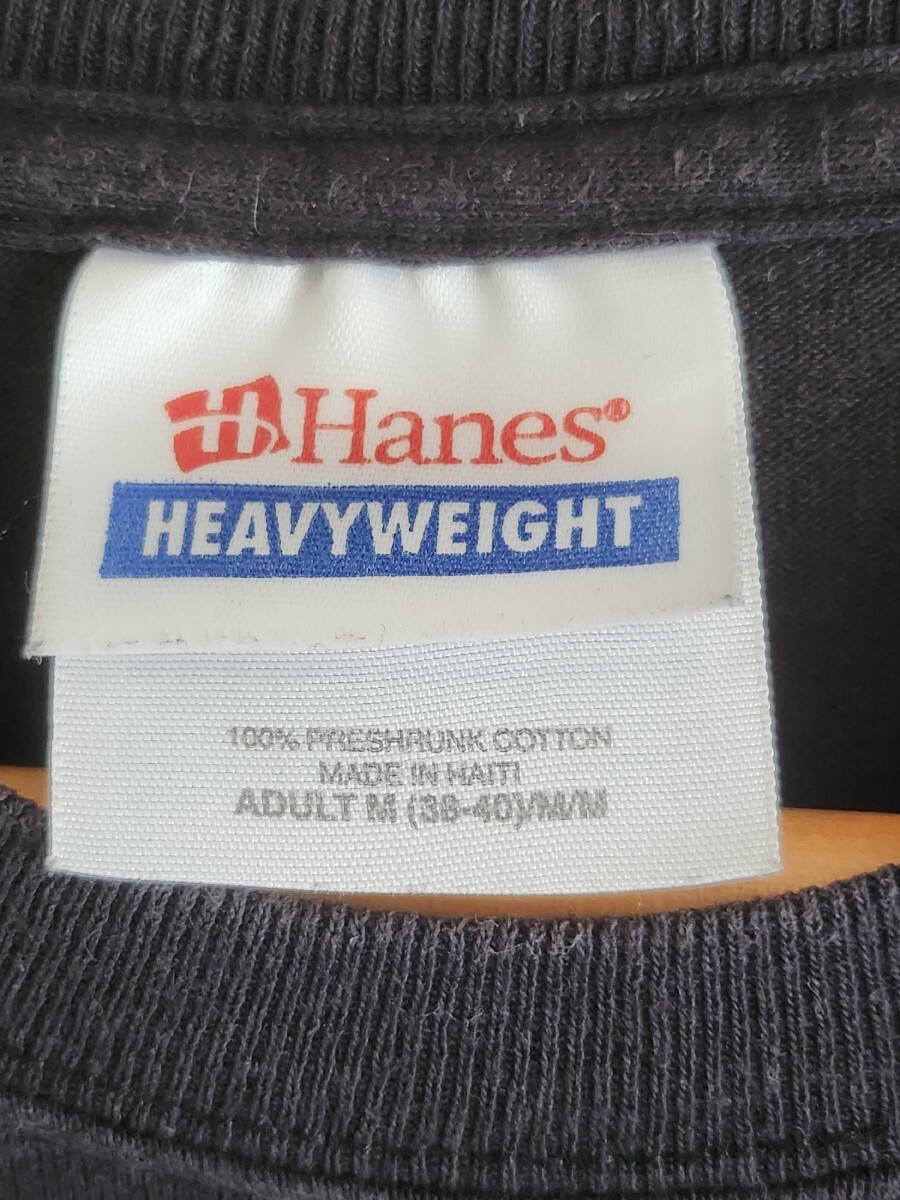 H Hanes®
HEAVYWEIGHT
100% PRESHRUNK COTTON
MADE IN HAITI
ADULT M (38-40)/M/M